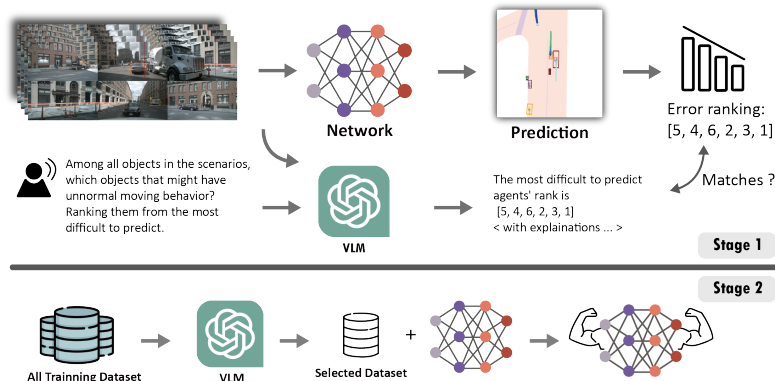 Network
Prediction
Error ranking:
[5, 4, 6, 2, 3, 1]
Among all objects in the scenarios,
which objects that might have
unnormal moving behavior?
Ranking them from the most
difficult to predict.
VLM
The most difficult to predict
agents' rank is
[5, 4, 6, 2, 3, 1]
< with explainations ... >
Matches ?
Stage 1
Stage 2
All Trainning Dataset
VLM
Selected Dataset
+